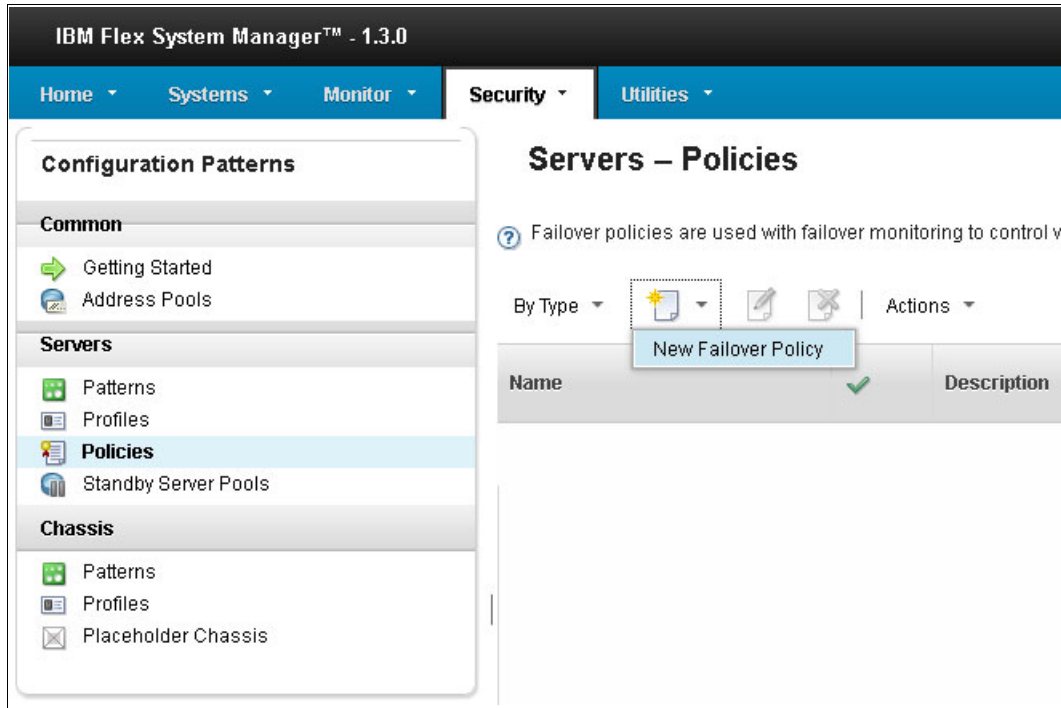 IBM Flex System Manager™ - 1.3.0
Home Systems Monitor Security Utilities
Configuration Patterns
Common
Getting Started
Address Pools
Servers
Patterns
Profiles
Policies
Standby Server Pools
Chassis
Patterns
Profiles
Placeholder Chassis
Servers – Policies
Failover policies are used with failover monitoring to control
By Type Actions
New Failover Policy
Name Description